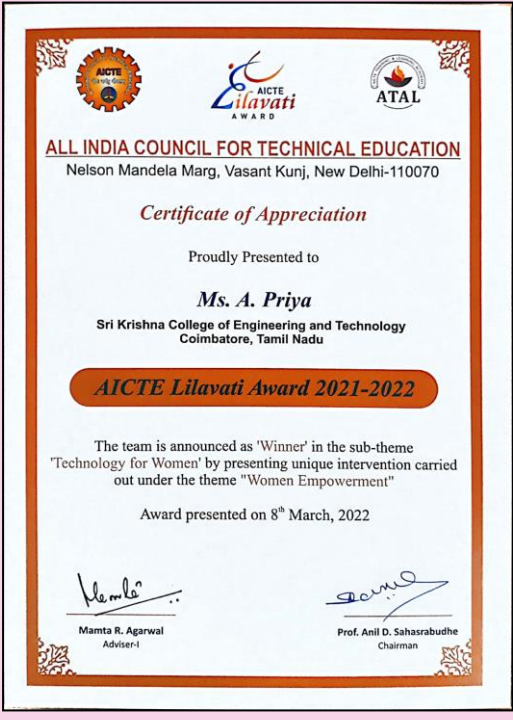 AICTE
AICTE
Lilavati
AWARD
ATAL
ALL INDIA COUNCIL FOR TECHNICAL EDUCATION
Nelson Mandela Marg, Vasant Kunj, New Delhi-110070
Certificate of Appreciation
Proudly Presented to
Ms. A. Priya
Sri Krishna College of Engineering and Technology
Coimbatore, Tamil Nadu
AICTE Lilavati Award 2021-2022
The team is announced as 'Winner' in the sub-theme
'Technology for Women' by presenting unique intervention carried
out under the theme "Women Empowerment"
Award presented on 8th March, 2022
Mamta R. Agarwal
Adviser-I
Prof. Anil D. Sahasrabudhe
Chairman